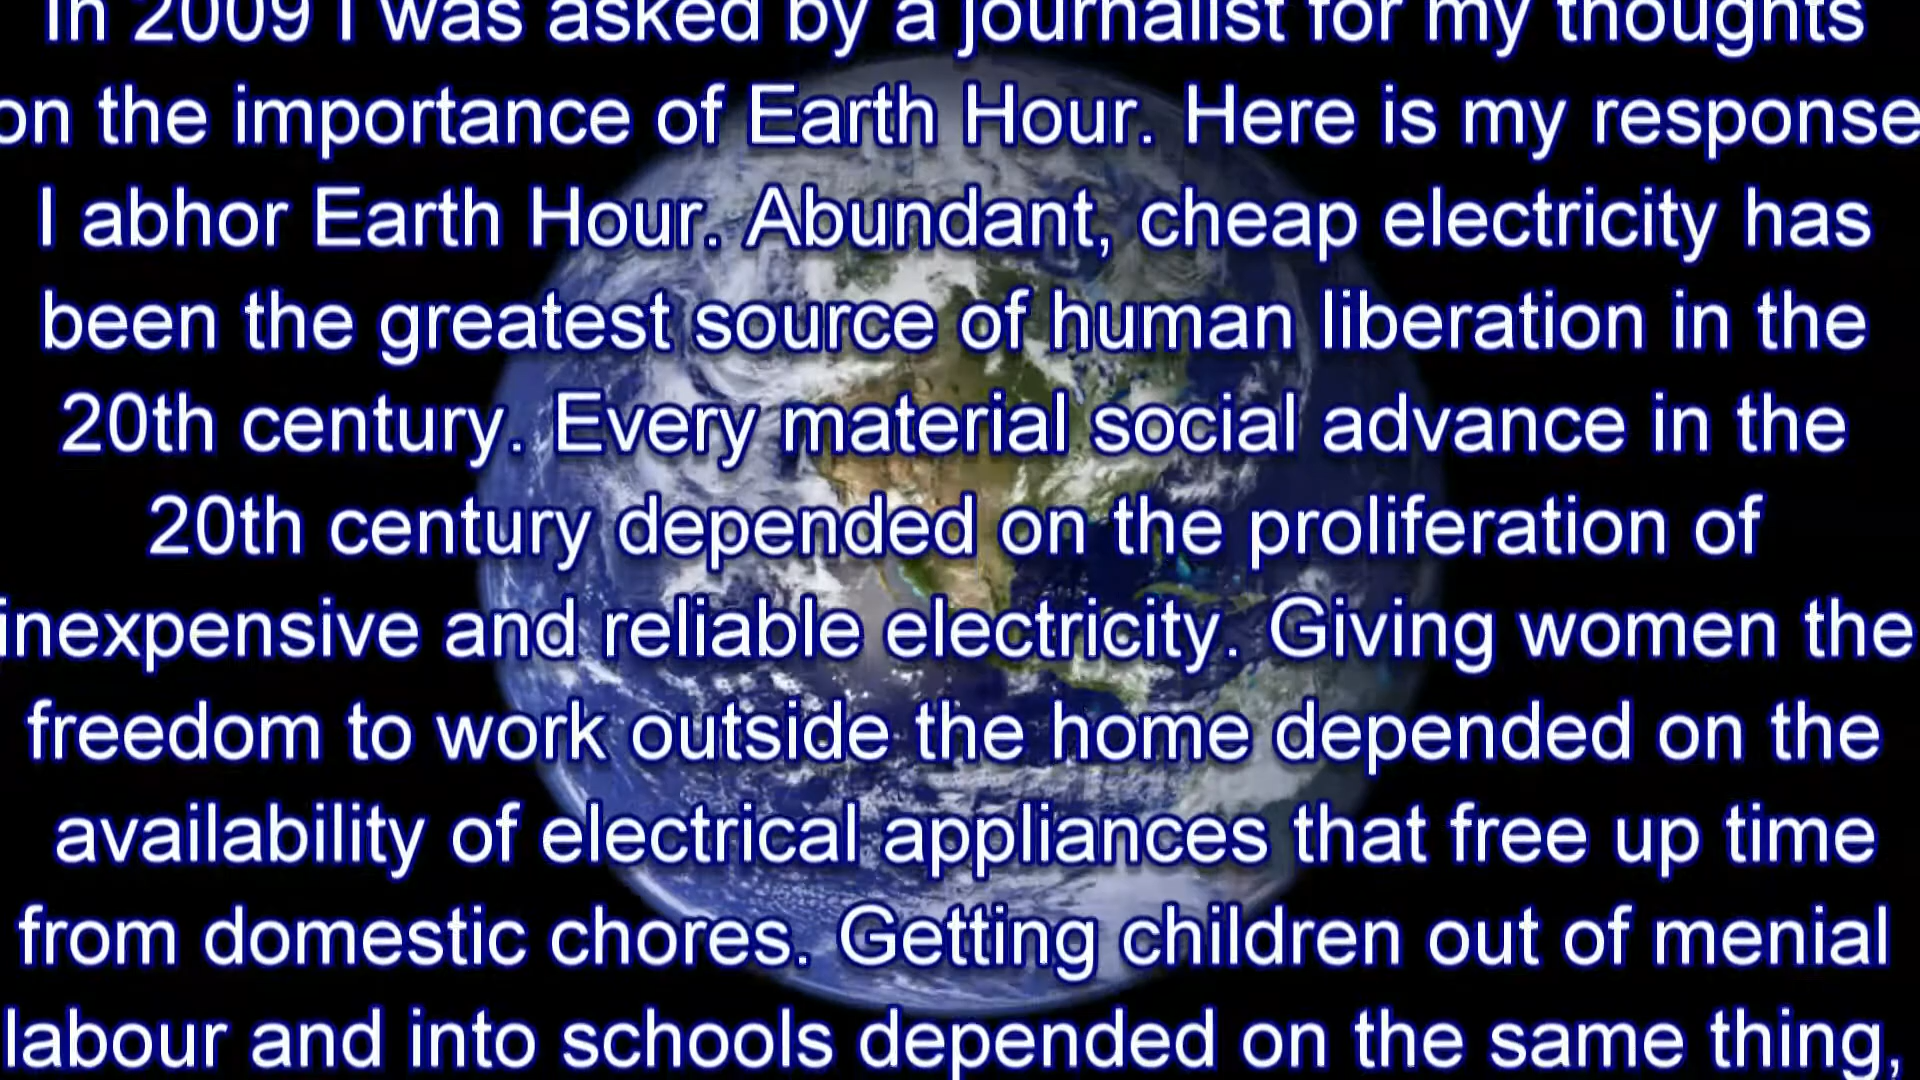 In 2009 I was asked by a journalist for my thoughts
on the importance of Earth Hour. Here is my response
I abhor Earth Hour. Abundant, cheap electricity has
been the greatest source of human liberation in the
20th century. Every material social advance in the
20th century depended on the proliferation of
inexpensive and reliable electricity. Giving women the
freedom to work outside the home depended on the
availability of electrical appliances that free up time
from domestic chores. Getting children out of menial
labour and into schools depended on the same thing,